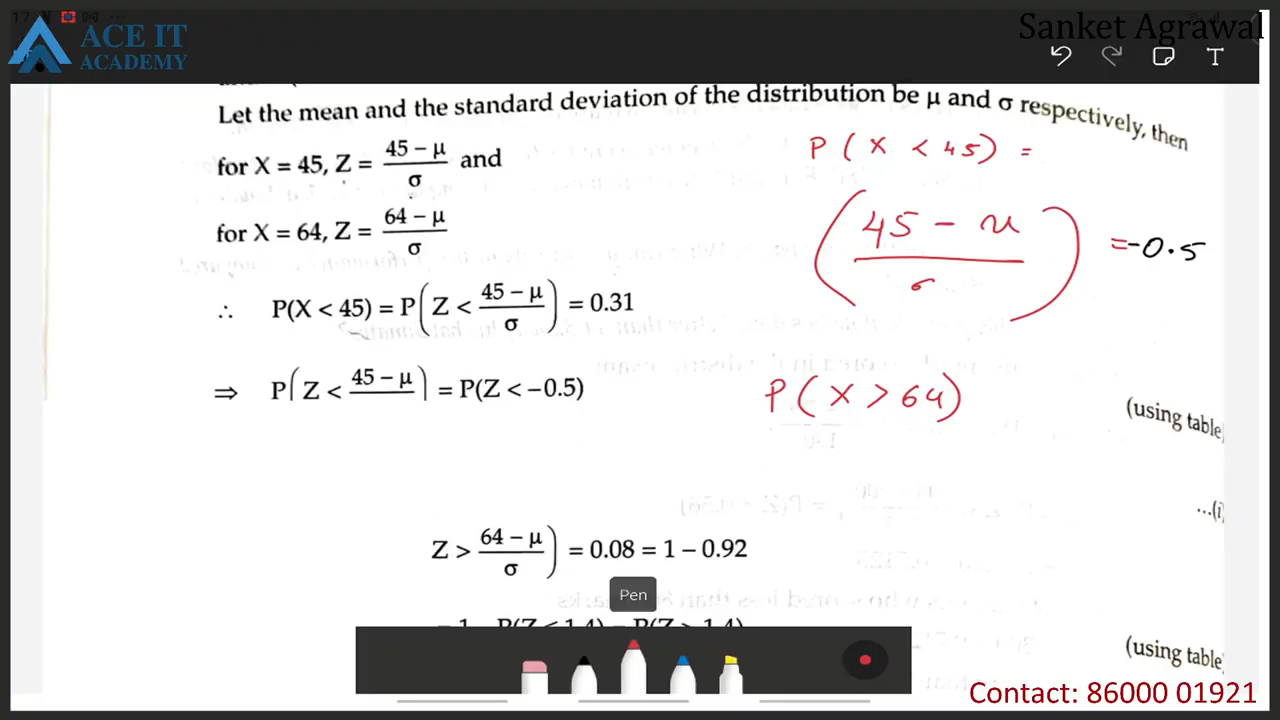 ACE IT
ACADEMY
Sanket Agrawal
T
Let the mean and the standard deviation of the distribution be μ and σ respectively, then
for X = 45, Z = (45 − μ)/σ and
P ( X < 45) =
for X = 64, Z = (64 − μ)/σ
(45 − μ / σ) = -0.5
∴ P(X < 45) = P(Z < (45 − μ)/σ) = 0.31
⇒ P(Z < 45 − μ) = P(Z < −0.5)
P ( X > 64)
(using table
...(i
Z > (64 − μ)/σ) = 0.08 = 1 − 0.92
Pen
(using table
Contact: 86000 01921